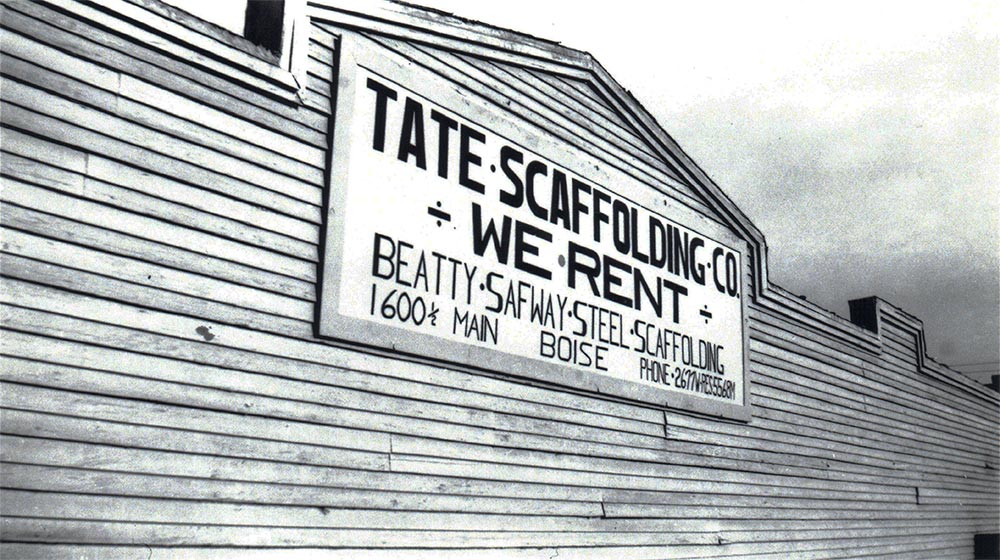 TATE·SCAFFOLDING·CO.
÷ WE·RENT ÷
BEATTY·SAFWAY·STEEL·SCAFFOLDING
1600½ MAIN BOISE PHONE·2677W-RES5568M